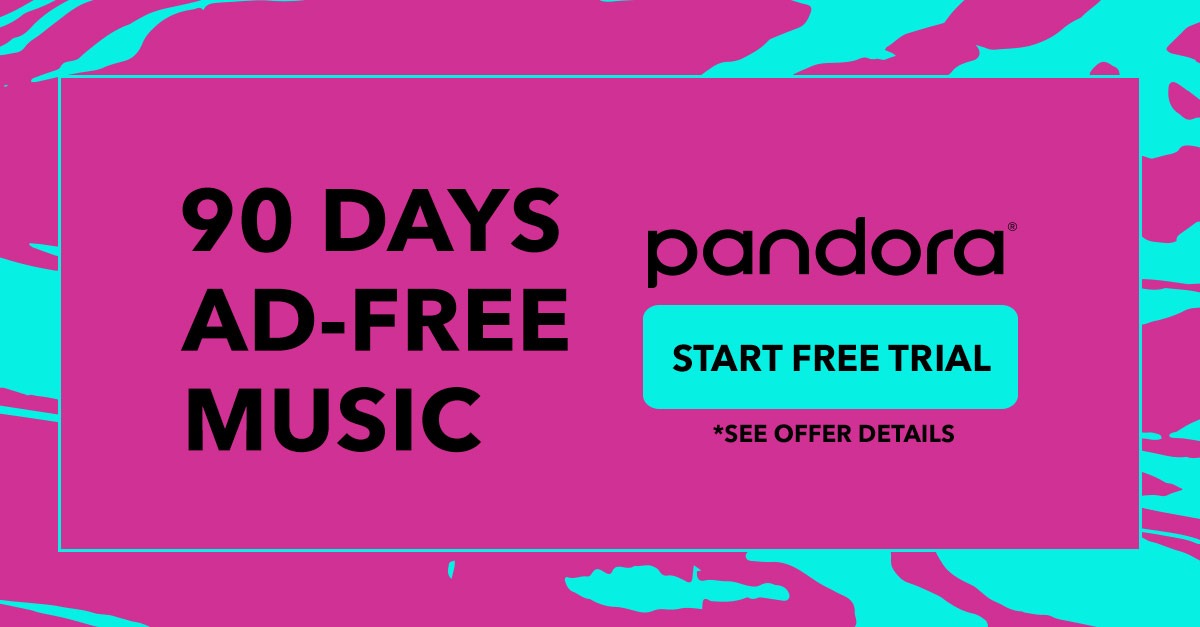 90 DAYS
AD-FREE
MUSIC
pandora®
START FREE TRIAL
*SEE OFFER DETAILS